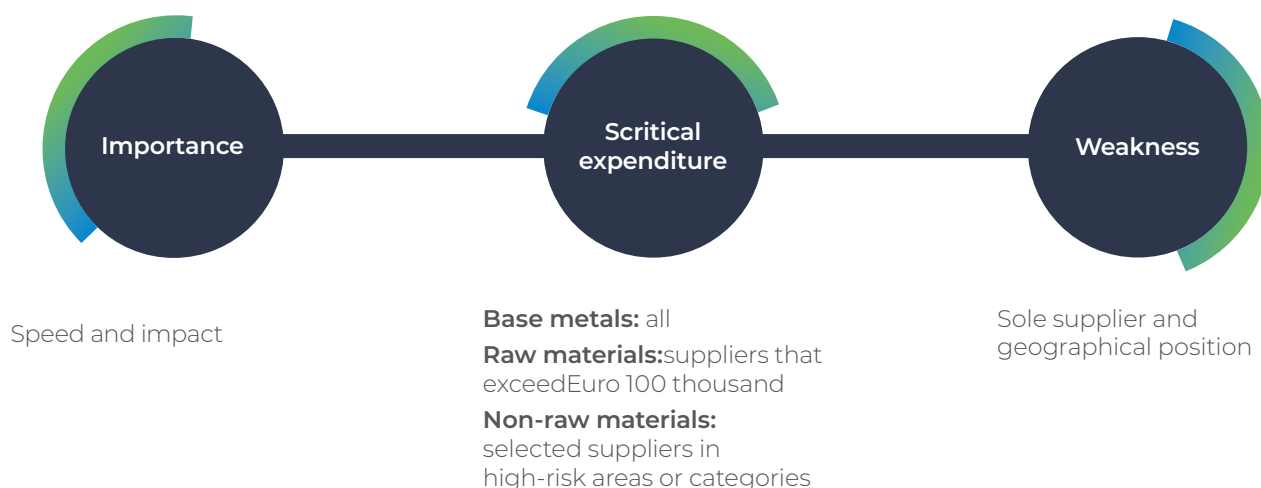 Importance
Scritical
expenditure
Weakness
Speed and impact
Base metals: all
Raw materials:suppliers that
exceedEuro 100 thousand
Non-raw materials:
selected suppliers in
high-risk areas or categories
Sole supplier and
geographical position